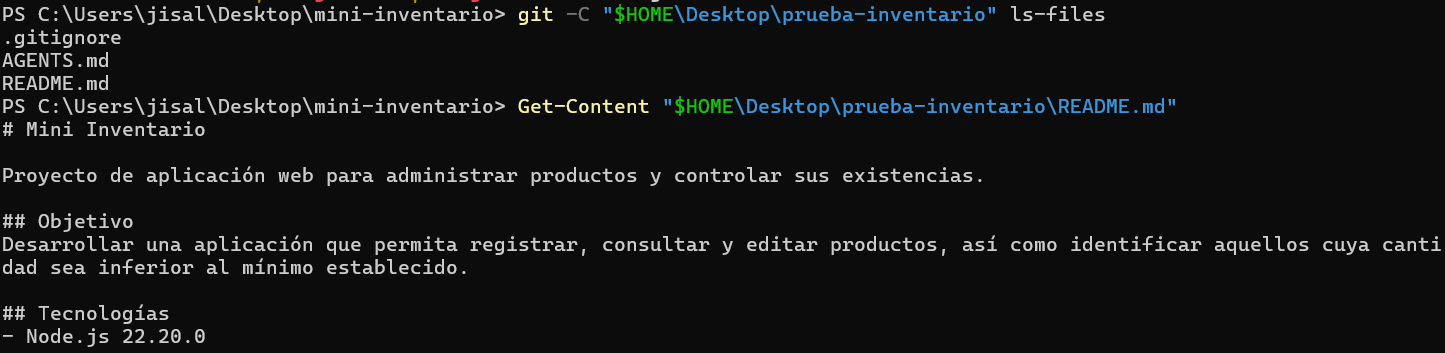 PS C:\Users\jisal\Desktop\mini-inventario> git -C "$HOME\Desktop\prueba-inventario" ls-files
.gitignore
AGENTS.md
README.md
PS C:\Users\jisal\Desktop\mini-inventario> Get-Content "$HOME\Desktop\prueba-inventario\README.md"
# Mini Inventario

Proyecto de aplicación web para administrar productos y controlar sus existencias.

## Objetivo
Desarrollar una aplicación que permita registrar, consultar y editar productos, así como identificar aquellos cuya canti
dad sea inferior al mínimo establecido.

## Tecnologías
- Node.js 22.20.0